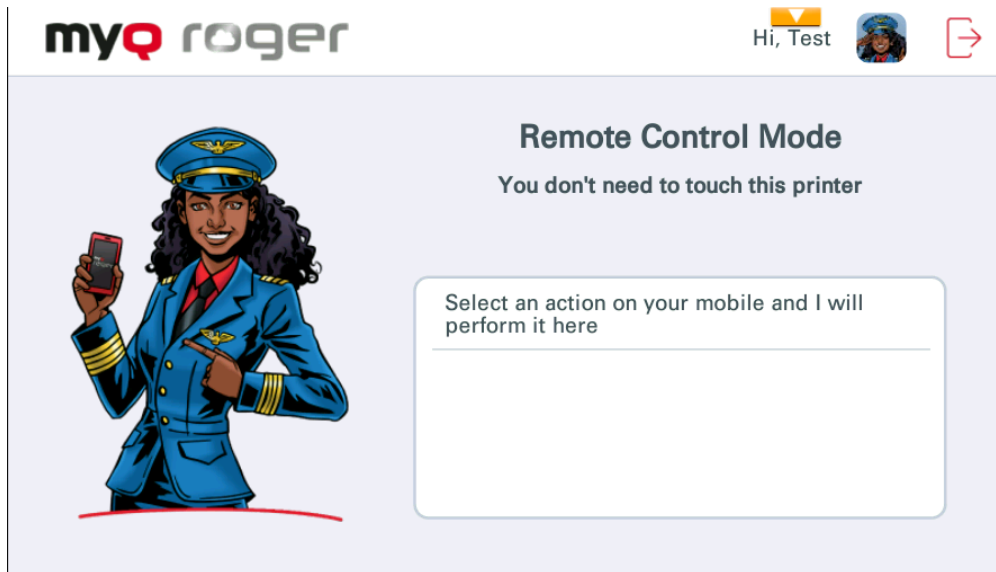 myQ roger
Hi, Test
Remote Control Mode
You don't need to touch this printer
Select an action on your mobile and I will
perform it here